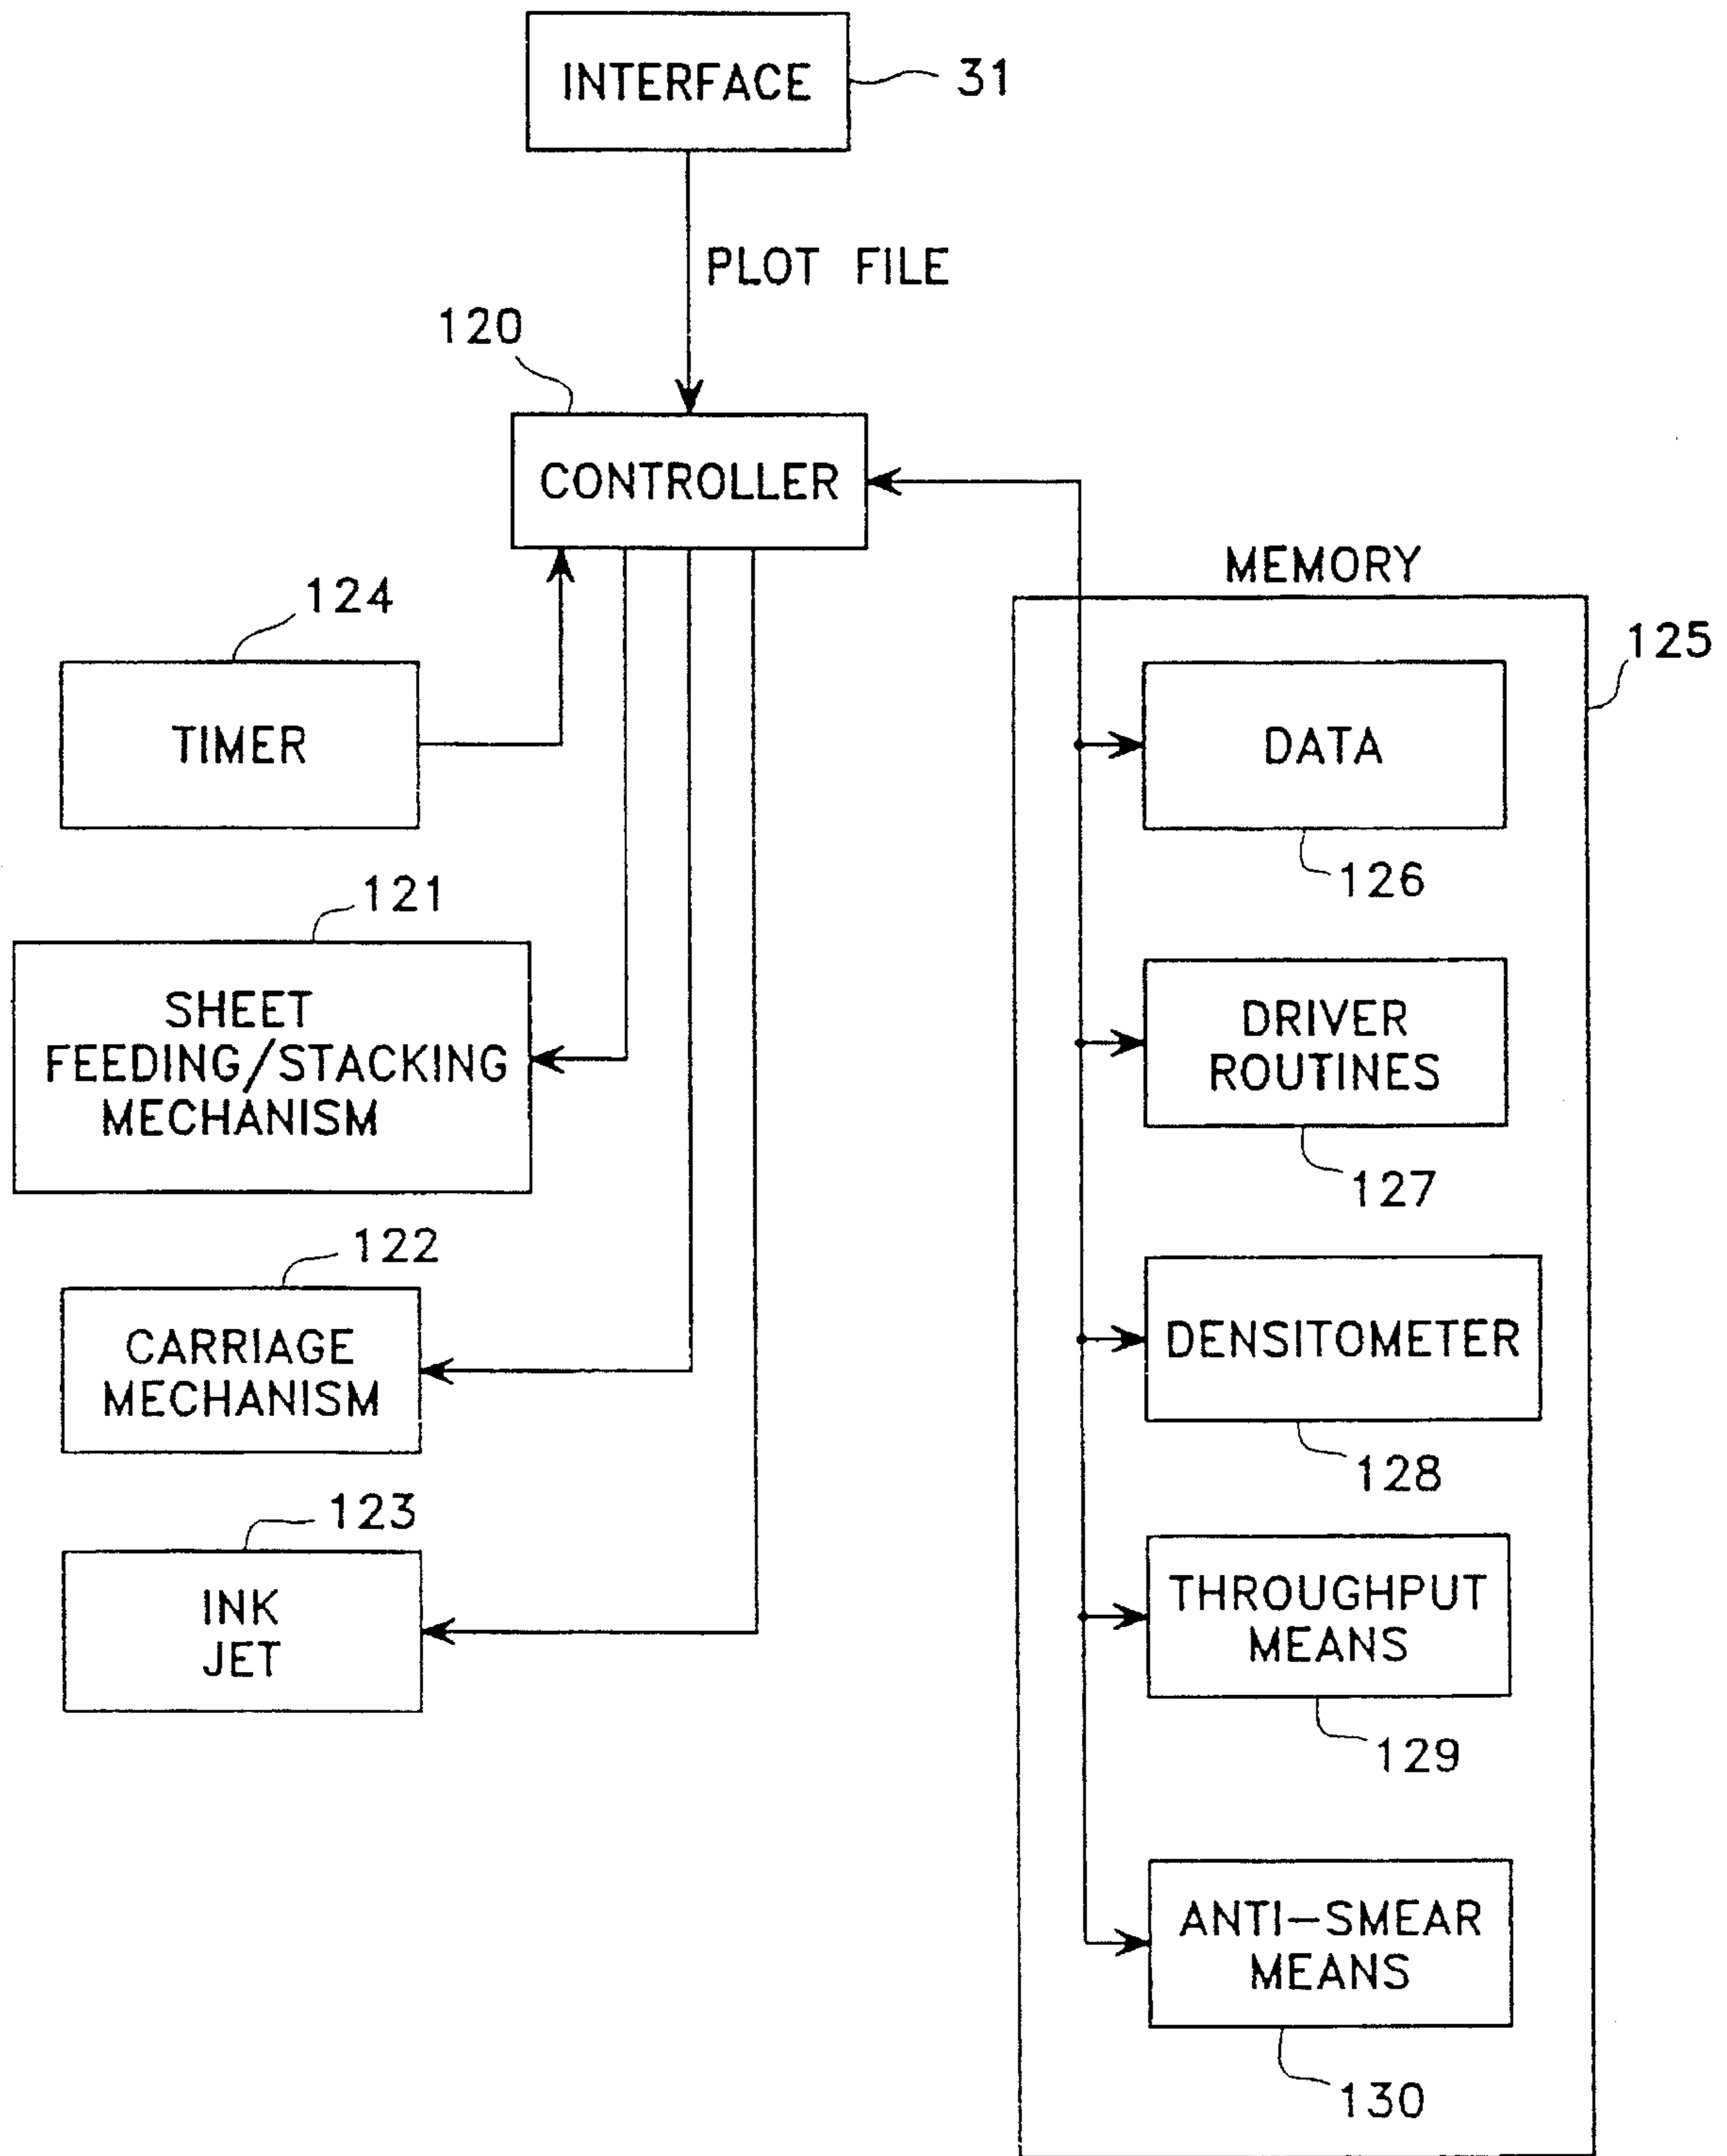 INTERFACE
31
PLOT FILE
120
CONTROLLER
MEMORY
124
125
TIMER
DATA
126
121
SHEET
FEEDING/STACKING
MECHANISM
DRIVER
ROUTINES
127
122
CARRIAGE
MECHANISM
DENSITOMETER
128
123
INK
JET
THROUGHPUT
MEANS
129
ANTI-SMEAR
MEANS
130